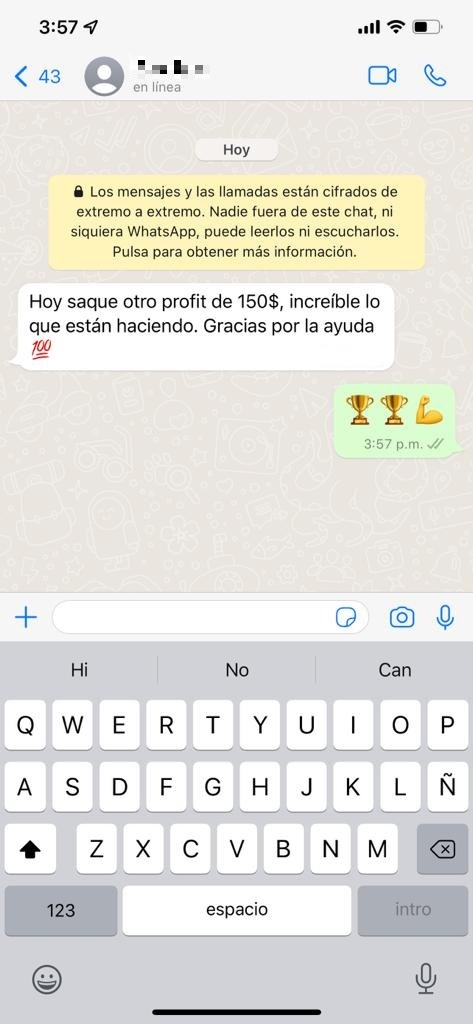 3:57
43
en línea
Hoy
Los mensajes y las llamadas están cifrados de
extremo a extremo. Nadie fuera de este chat, ni
siquiera WhatsApp, puede leerlos ni escucharlos.
Pulsa para obtener más información.
Hoy saque otro profit de 150$, increíble lo
que están haciendo. Gracias por la ayuda
💯
🏆🏆💪
3:57 p.m.
Hi No Can
Q W E R T Y U I O P
A S D F G H J K L Ñ
Z X C V B N M
123 espacio intro